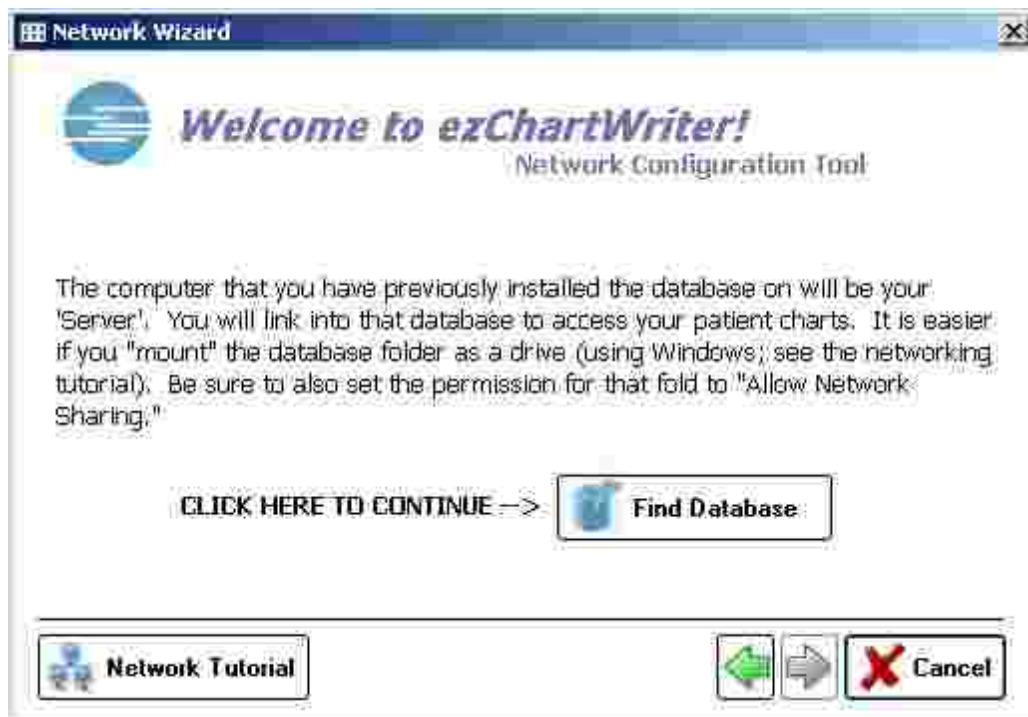 Network Wizard
Welcome to ezChartWriter!
Network Configuration Tool
The computer that you have previously installed the database on will be your
'Server'. You will link into that database to access your patient charts. It is easier
if you "mount" the database folder as a drive (using Windows; see the networking
tutorial). Be sure to also set the permission for that fold to "Allow Network
Sharing."
CLICK HERE TO CONTINUE --> Find Database
Network Tutorial Cancel